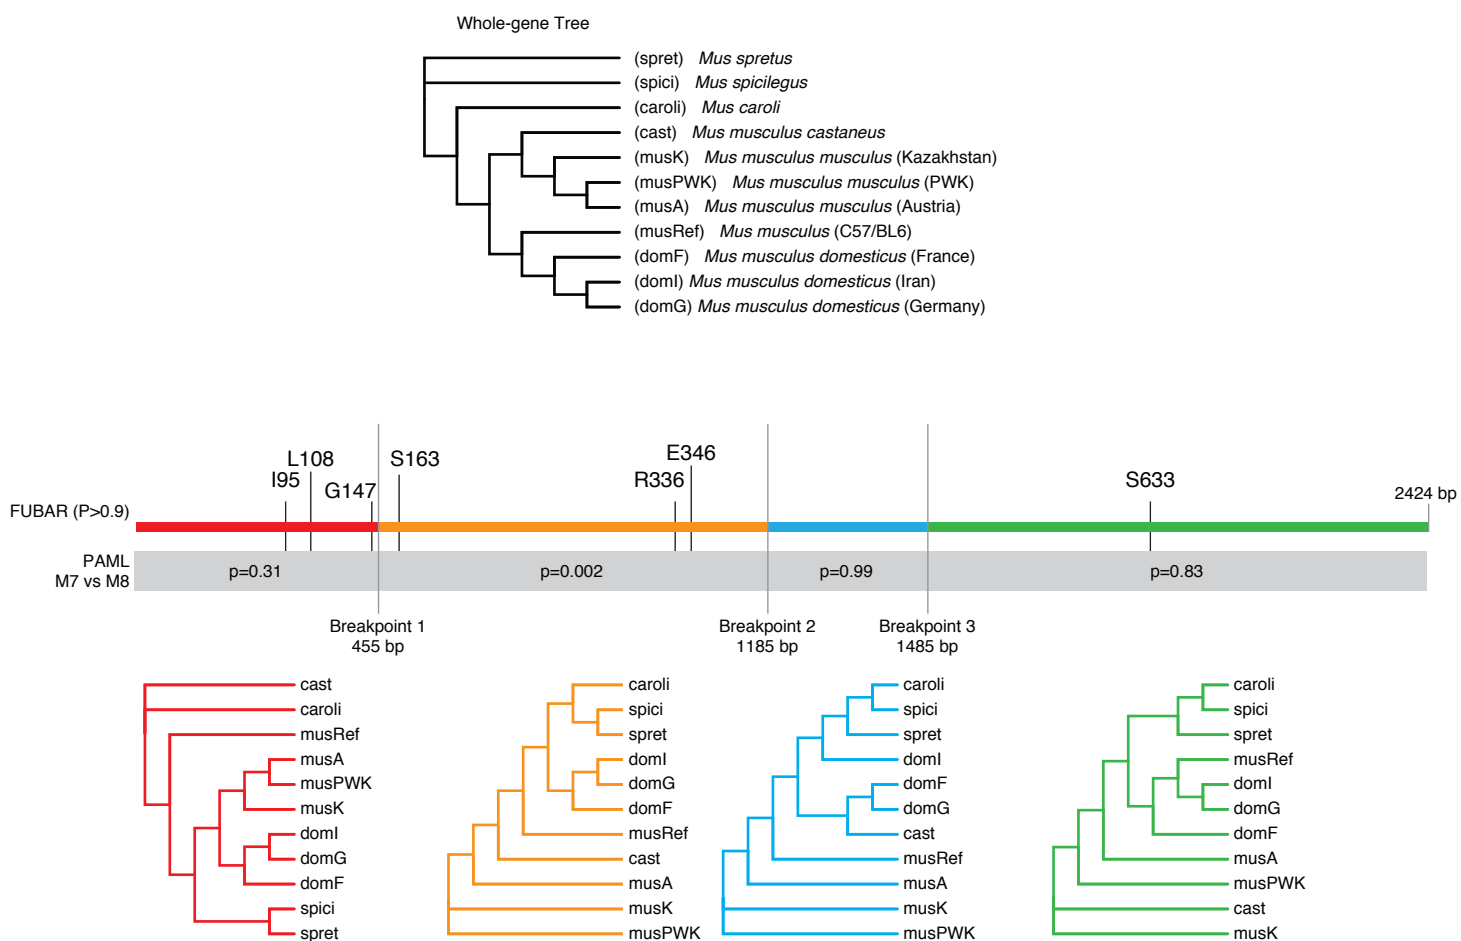 Whole-gene Tree
(spret) Mus spretus
(spici) Mus spicilegus
(caroli) Mus caroli
(cast) Mus musculus castaneus
(musK) Mus musculus musculus (Kazakhstan)
(musPWK) Mus musculus musculus (PWK)
(musA) Mus musculus musculus (Austria)
(musRef) Mus musculus (C57/BL6)
(domF) Mus musculus domesticus (France)
(domI) Mus musculus domesticus (Iran)
(domG) Mus musculus domesticus (Germany)
I95
L108
G147
S163
R336
E346
S633
2424 bp
FUBAR (P>0.9)
PAML
M7 vs M8
p=0.31
p=0.002
p=0.99
p=0.83
Breakpoint 1
455 bp
Breakpoint 2
1185 bp
Breakpoint 3
1485 bp
cast
caroli
musRef
musA
musPWK
musK
domI
domG
domF
spici
spret
caroli
spici
spret
domI
domG
domF
musRef
cast
musA
musK
musPWK
caroli
spici
spret
domI
domF
domG
cast
musRef
musA
musK
musPWK
caroli
spici
spret
musRef
domI
domG
domF
musA
musPWK
cast
musK